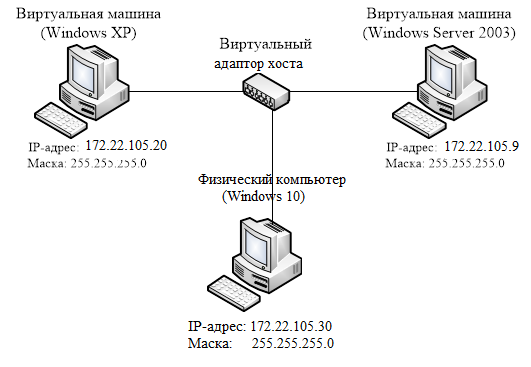 Виртуальная машина
(Windows XP)
IP-адрес: 172.22.105.20
Маска: 255.255.255.0
Виртуальный
адаптор хоста
Виртуальная машина
(Windows Server 2003)
IP-адрес: 172.22.105.9
Маска: 255.255.255.0
Физический компьютер
(Windows 10)
IP-адрес: 172.22.105.30
Маска: 255.255.255.0